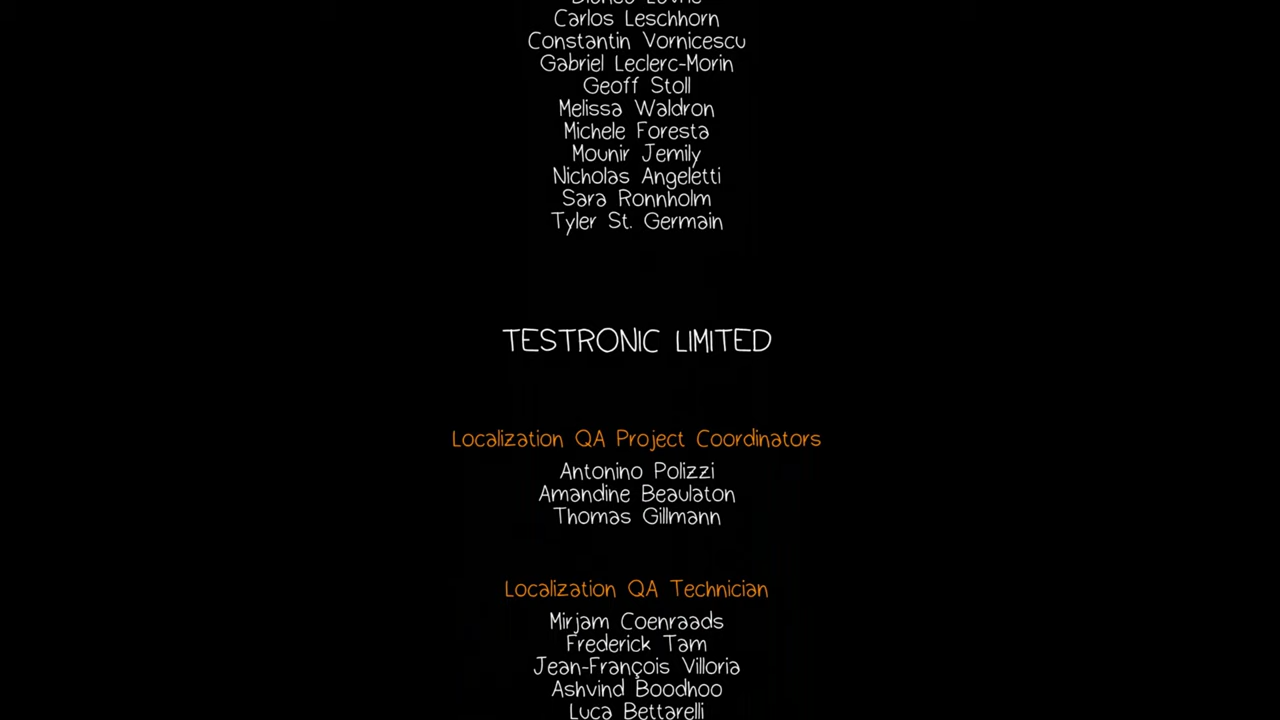 Carlos Leschhorn
Constantin Vornicescu
Gabriel Leclerc-Morin
Geoff Stoll
Melissa Waldron
Michele Foresta
Mounir Jemily
Nicholas Angeletti
Sara Ronnholm
Tyler St. Germain
TESTRONIC LIMITED
Localization QA Project Coordinators
Antonino Polizzi
Amandine Beaulaton
Thomas Gillmann
Localization QA Technician
Mirjam Coenraads
Frederick Tam
Jean-François Villoria
Ashvind Boodhoo
Luca Bettarelli